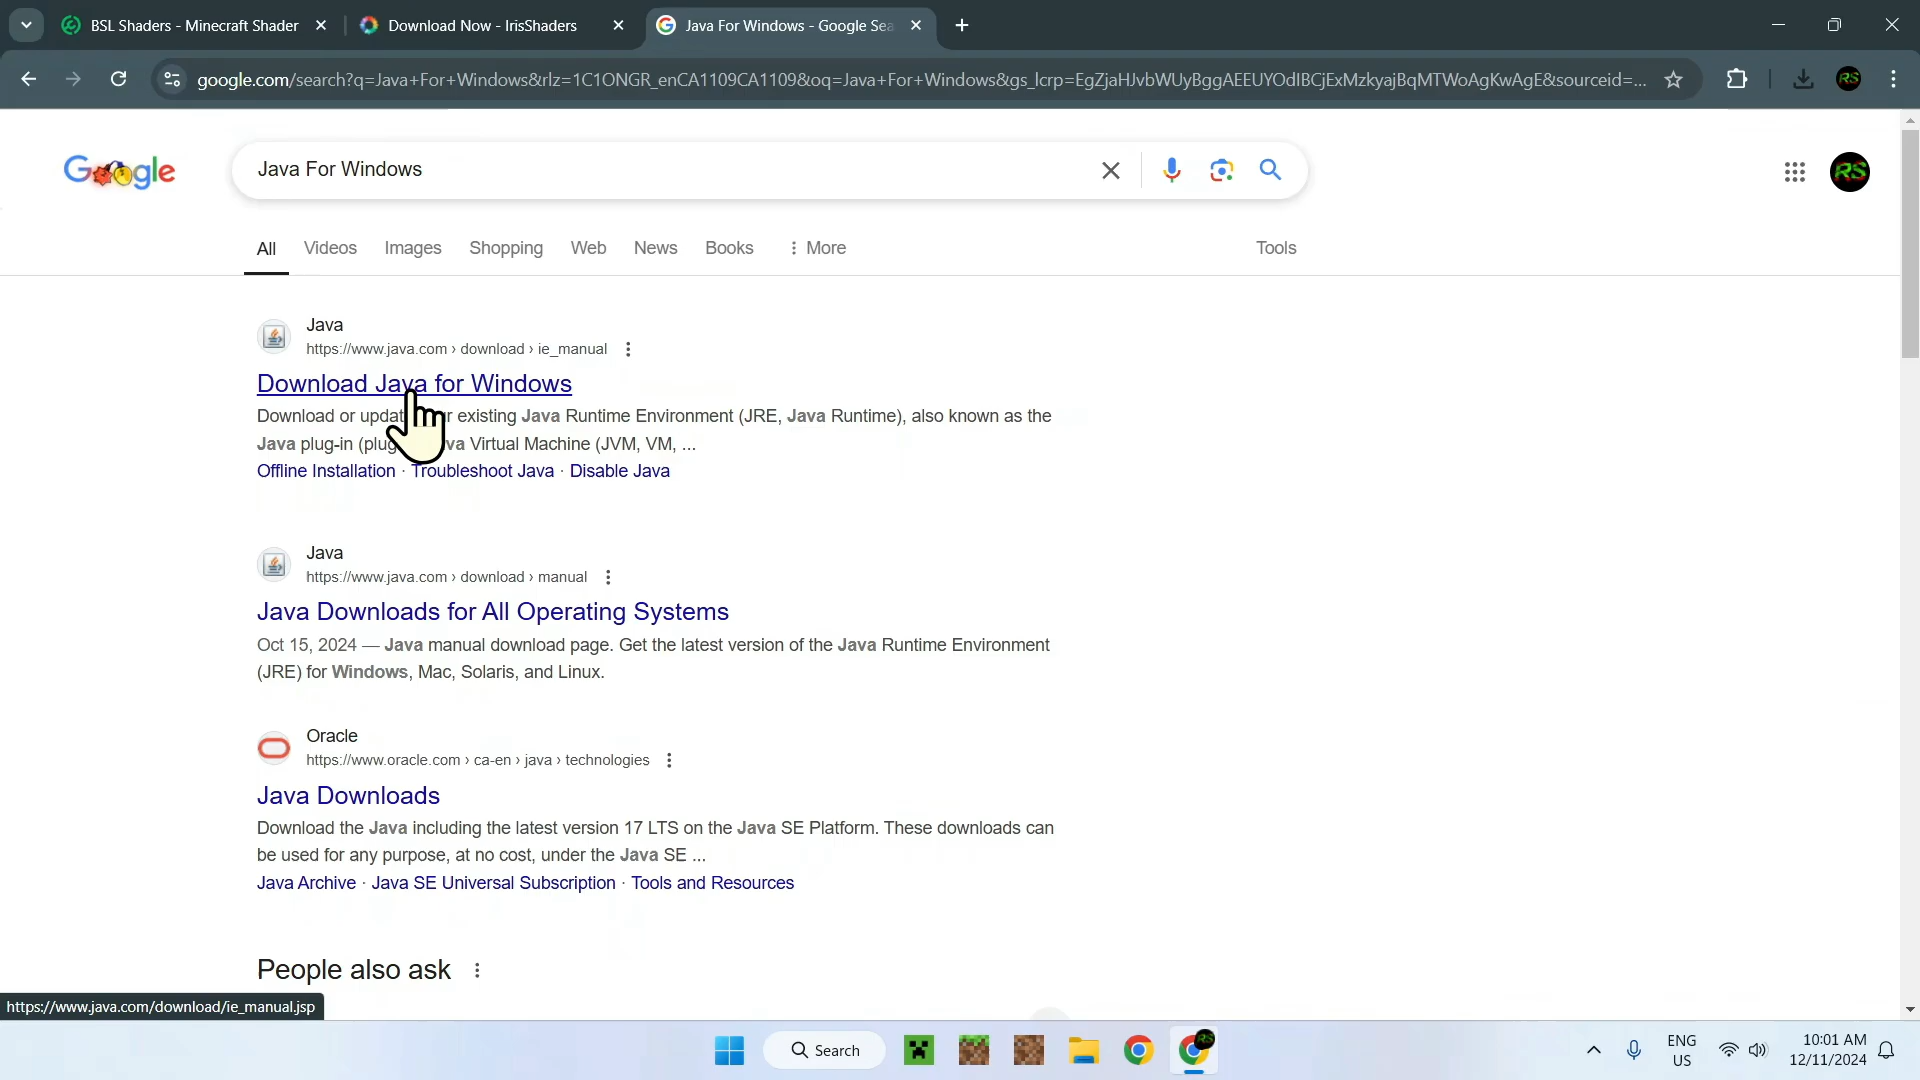 BSL Shaders - Minecraft Shader
Download Now - IrisShaders
Java For Windows - Google Sea
google.com/search?q=Java+For+Windows&rlz=1C1ONGR_enCA1109CA1109&oq=Java+For+Windows&gs_lcrp=EgZjaHJvbWUyBggAEEUYOdIBCjExMzkyajBqMTWoAgKwAgE&sourceid=...
RS
Google
Java For Windows
RS
All Videos Images Shopping Web News Books More Tools
Java
https://www.java.com › download › ie_manual
Download Java for Windows
Download or updat r existing Java Runtime Environment (JRE, Java Runtime), also known as the
Java plug-in (plug va Virtual Machine (JVM, VM, ...
Offline Installation · Troubleshoot Java · Disable Java
Java
https://www.java.com › download › manual
Java Downloads for All Operating Systems
Oct 15, 2024 — Java manual download page. Get the latest version of the Java Runtime Environment
(JRE) for Windows, Mac, Solaris, and Linux.
Oracle
https://www.oracle.com › ca-en › java › technologies
Java Downloads
Download the Java including the latest version 17 LTS on the Java SE Platform. These downloads can
be used for any purpose, at no cost, under the Java SE ...
Java Archive · Java SE Universal Subscription · Tools and Resources
People also ask
https://www.java.com/download/ie_manual.jsp
Search
RS
ENG
US
10:01 AM
12/11/2024